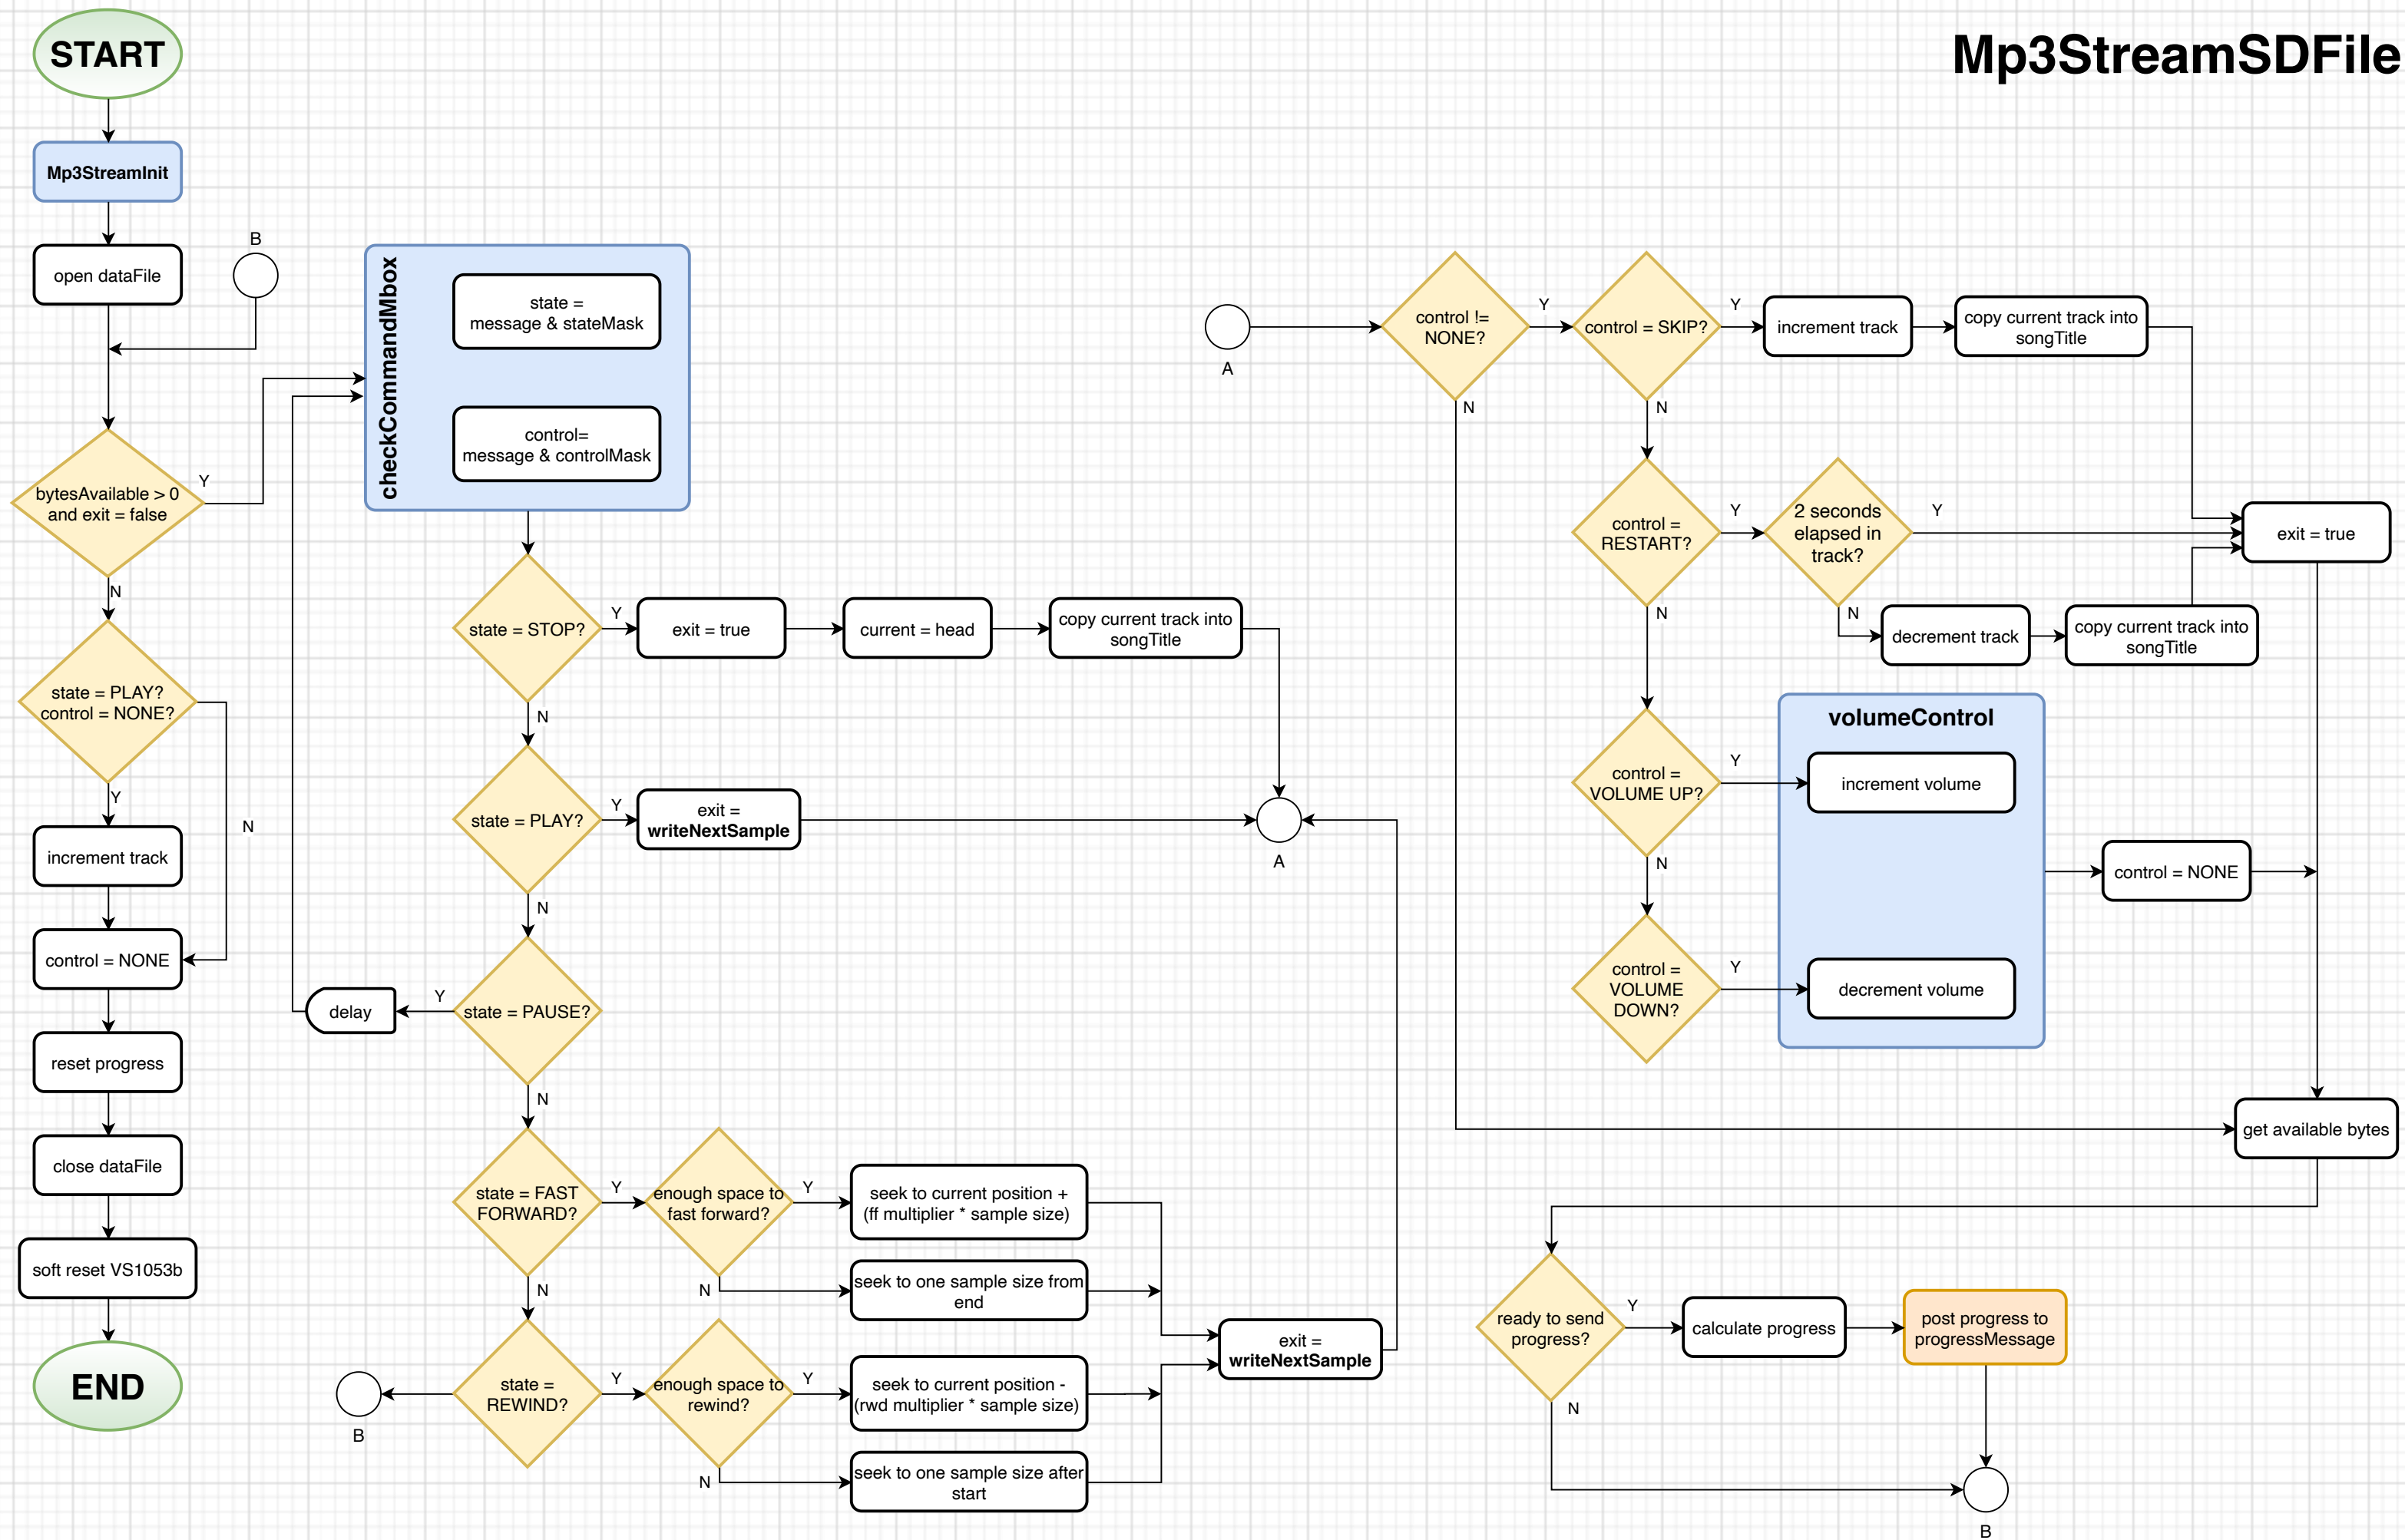 START
Mp3StreamSDFile
Mp3StreamInit
open dataFile
B
bytesAvailable > 0
and exit = false
Y
N
state = PLAY?
control = NONE?
Y
N
increment track
control = NONE
reset progress
close dataFile
soft reset VS1053b
END
checkCommandMbox
state =
message & stateMask
control=
message & controlMask
state = STOP?
Y
exit = true
current = head
copy current track into
songTitle
N
state = PLAY?
Y
exit =
writeNextSample
A
N
state = PAUSE?
Y
delay
N
state = FAST
FORWARD?
Y
enough space to
fast forward?
Y
seek to current position +
(ff multiplier * sample size)
N
seek to one sample size from
end
N
state =
REWIND?
B
Y
enough space to
rewind?
Y
seek to current position -
(rwd multiplier * sample size)
N
seek to one sample size after
start
exit =
writeNextSample
A
control !=
NONE?
Y
N
control = SKIP?
Y
increment track
copy current track into
songTitle
N
control =
RESTART?
Y
2 seconds
elapsed in
track?
Y
exit = true
N
decrement track
copy current track into
songTitle
N
volumeControl
control =
VOLUME UP?
Y
increment volume
N
control = NONE
control =
VOLUME
DOWN?
Y
decrement volume
get available bytes
ready to send
progress?
Y
calculate progress
post progress to
progressMessage
N
B